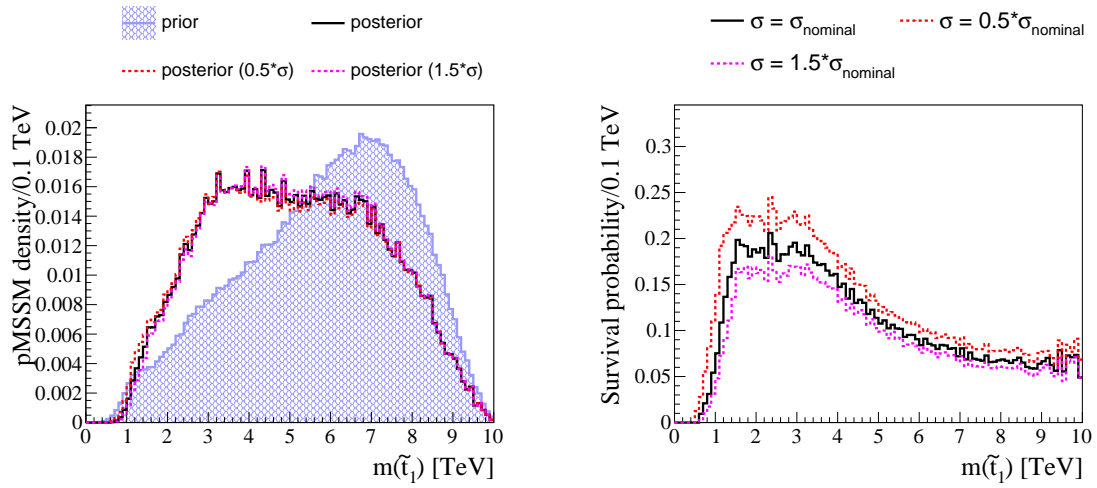 prior
posterior
posterior (0.5*σ)
posterior (1.5*σ)
pMSSM density/0.1 TeV
0.02
0.018
0.016
0.014
0.012
0.01
0.008
0.006
0.004
0.002
0
0 1 2 3 4 5 6 7 8 9 10
m(t̃₁) [TeV]
σ = σnominal
σ = 0.5*σnominal
σ = 1.5*σnominal
Survival probability/0.1 TeV
0.3
0.25
0.2
0.15
0.1
0.05
0
0 1 2 3 4 5 6 7 8 9 10
m(t̃₁) [TeV]